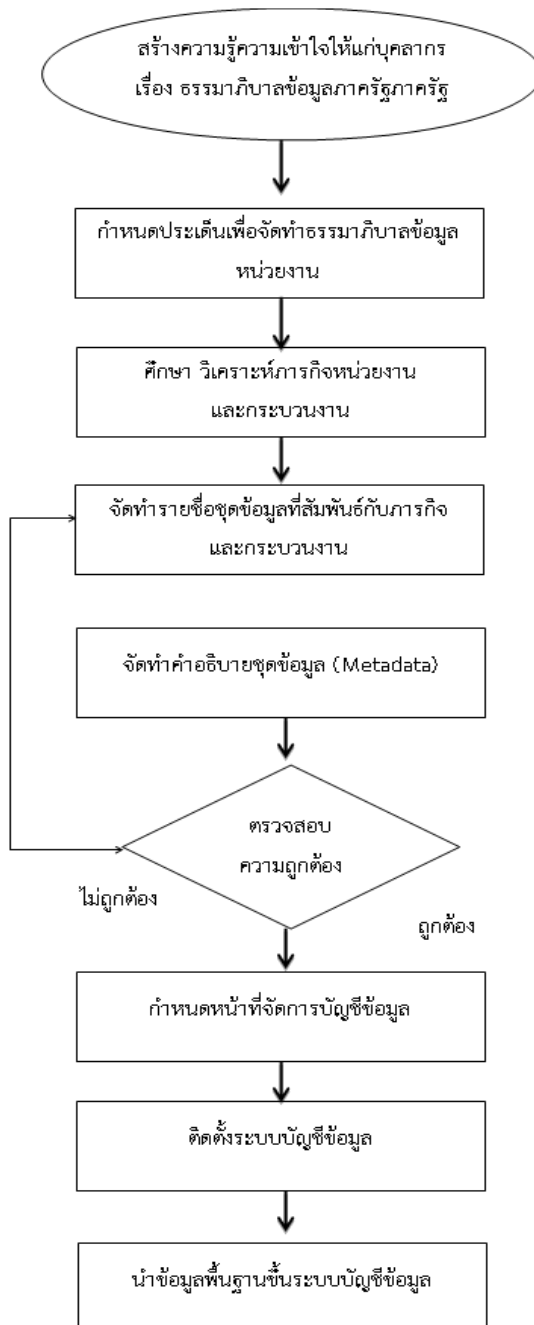 สร้างความรู้ความเข้าใจให้แก่บุคลากร
เรื่อง ธรรมาภิบาลข้อมูลภาครัฐภาครัฐ
กำหนดประเด็นเพื่อจัดทำธรรมาภิบาลข้อมูล
หน่วยงาน
ศึกษา วิเคราะห์ภารกิจหน่วยงาน
และกระบวนงาน
จัดทำรายชื่อชุดข้อมูลที่สัมพันธ์กับภารกิจ
และกระบวนงาน
จัดทำคำอธิบายชุดข้อมูล (Metadata)
ตรวจสอบ
ความถูกต้อง
ไม่ถูกต้อง
ถูกต้อง
กำหนดหน้าที่จัดการบัญชีข้อมูล
ติดตั้งระบบบัญชีข้อมูล
นำข้อมูลพื้นฐานขึ้นระบบบัญชีข้อมูล